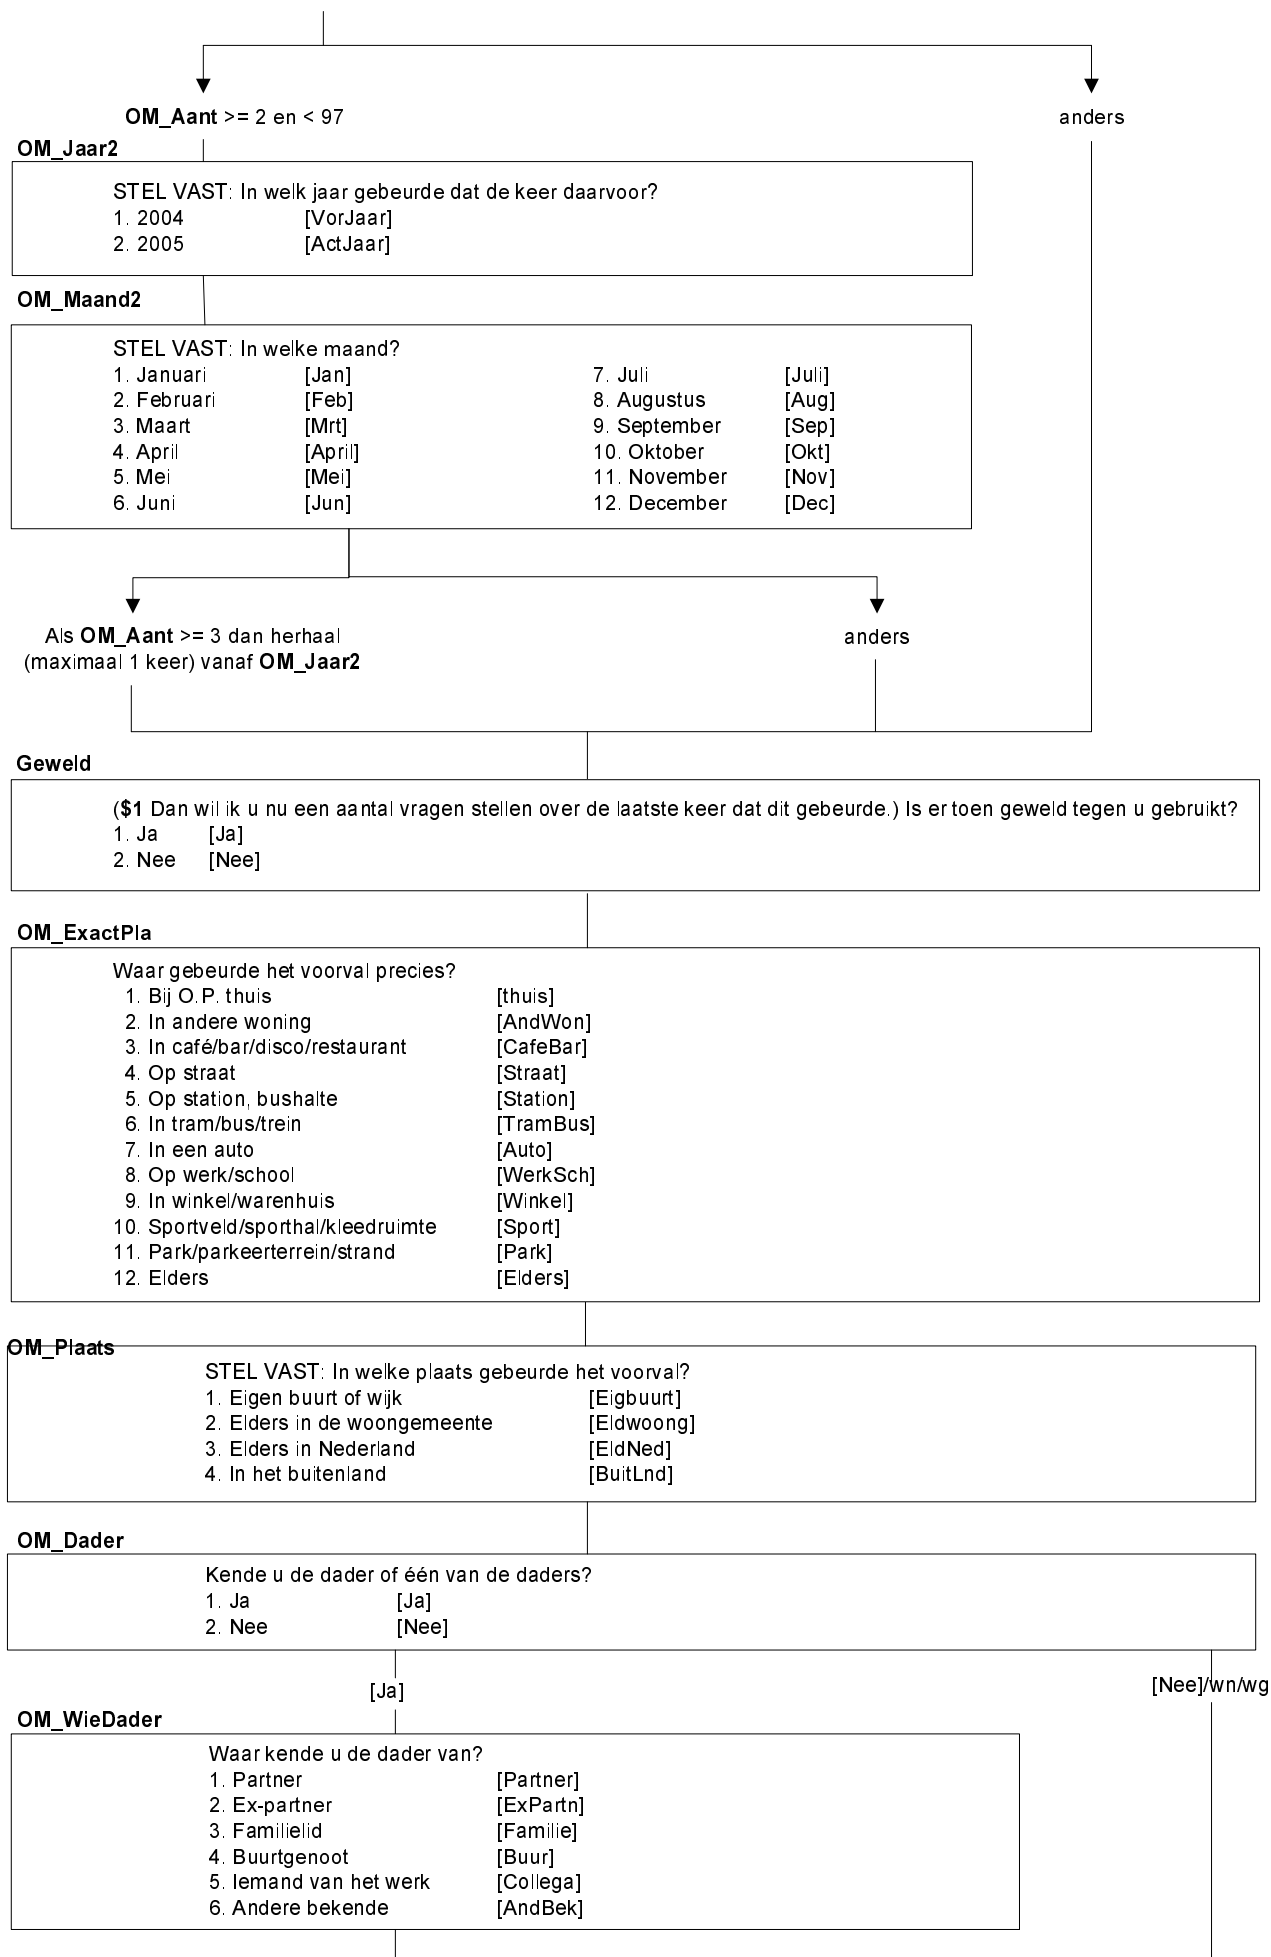 OM_Aant >= 2 en < 97
anders
OM_Jaar2
STEL VAST: In welk jaar gebeurde dat de keer daarvoor?
1. 2004 [VorJaar]
2. 2005 [ActJaar]
OM_Maand2
STEL VAST: In welke maand?
1. Januari [Jan] 7. Juli [Juli]
2. Februari [Feb] 8. Augustus [Aug]
3. Maart [Mrt] 9. September [Sep]
4. April [April] 10. Oktober [Okt]
5. Mei [Mei] 11. November [Nov]
6. Juni [Jun] 12. December [Dec]
Als OM_Aant >= 3 dan herhaal
(maximaal 1 keer) vanaf OM_Jaar2
anders
Geweld
($1 Dan wil ik u nu een aantal vragen stellen over de laatste keer dat dit gebeurde.) Is er toen geweld tegen u gebruikt?
1. Ja [Ja]
2. Nee [Nee]
OM_ExactPla
Waar gebeurde het voorval precies?
1. Bij O.P. thuis [thuis]
2. In andere woning [AndWon]
3. In café/bar/disco/restaurant [CafeBar]
4. Op straat [Straat]
5. Op station, bushalte [Station]
6. In tram/bus/trein [TramBus]
7. In een auto [Auto]
8. Op werk/school [WerkSch]
9. In winkel/warenhuis [Winkel]
10. Sportveld/sporthal/kleedruimte [Sport]
11. Park/parkeerterrein/strand [Park]
12. Elders [Elders]
OM_Plaats
STEL VAST: In welke plaats gebeurde het voorval?
1. Eigen buurt of wijk [Eigbuurt]
2. Elders in de woongemeente [Eldwoong]
3. Elders in Nederland [EldNed]
4. In het buitenland [BuitLnd]
OM_Dader
Kende u de dader of één van de daders?
1. Ja [Ja]
2. Nee [Nee]
[Ja]
[Nee]/wn/wg
OM_WieDader
Waar kende u de dader van?
1. Partner [Partner]
2. Ex-partner [ExPartn]
3. Familielid [Familie]
4. Buurtgenoot [Buur]
5. Iemand van het werk [Collega]
6. Andere bekende [AndBek]